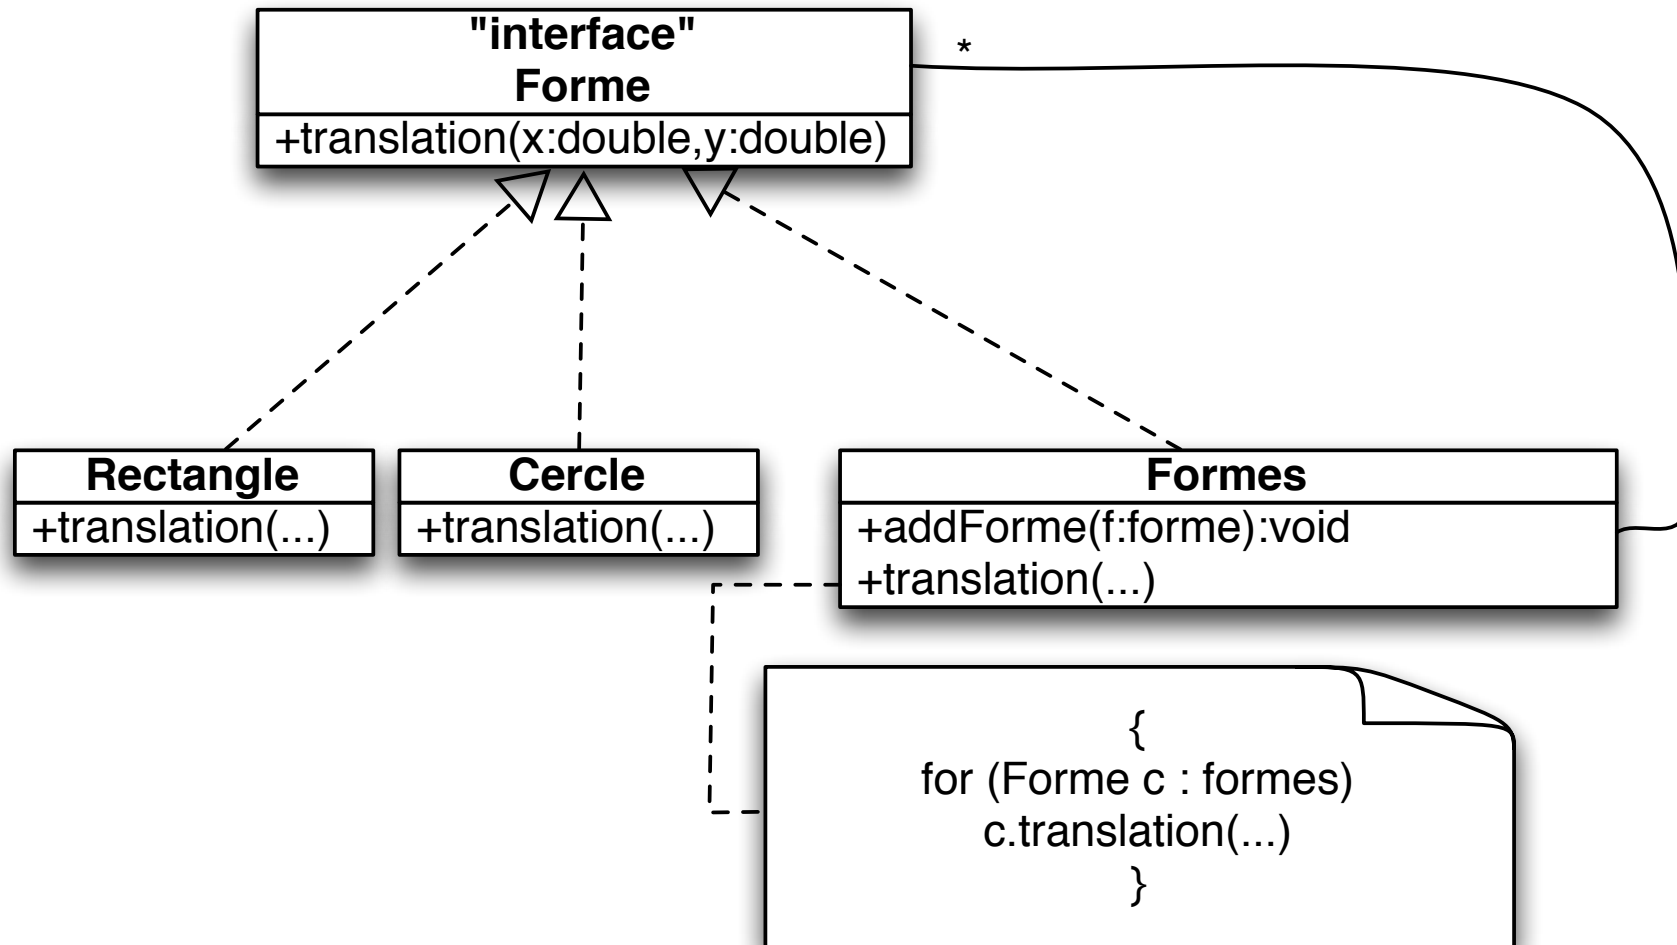 "interface"
Forme
+translation(x:double,y:double)
*
Rectangle
+translation(...)
Cercle
+translation(...)
Formes
+addForme(f:forme):void
+translation(...)
{
for (Forme c : formes)
c.translation(...)
}